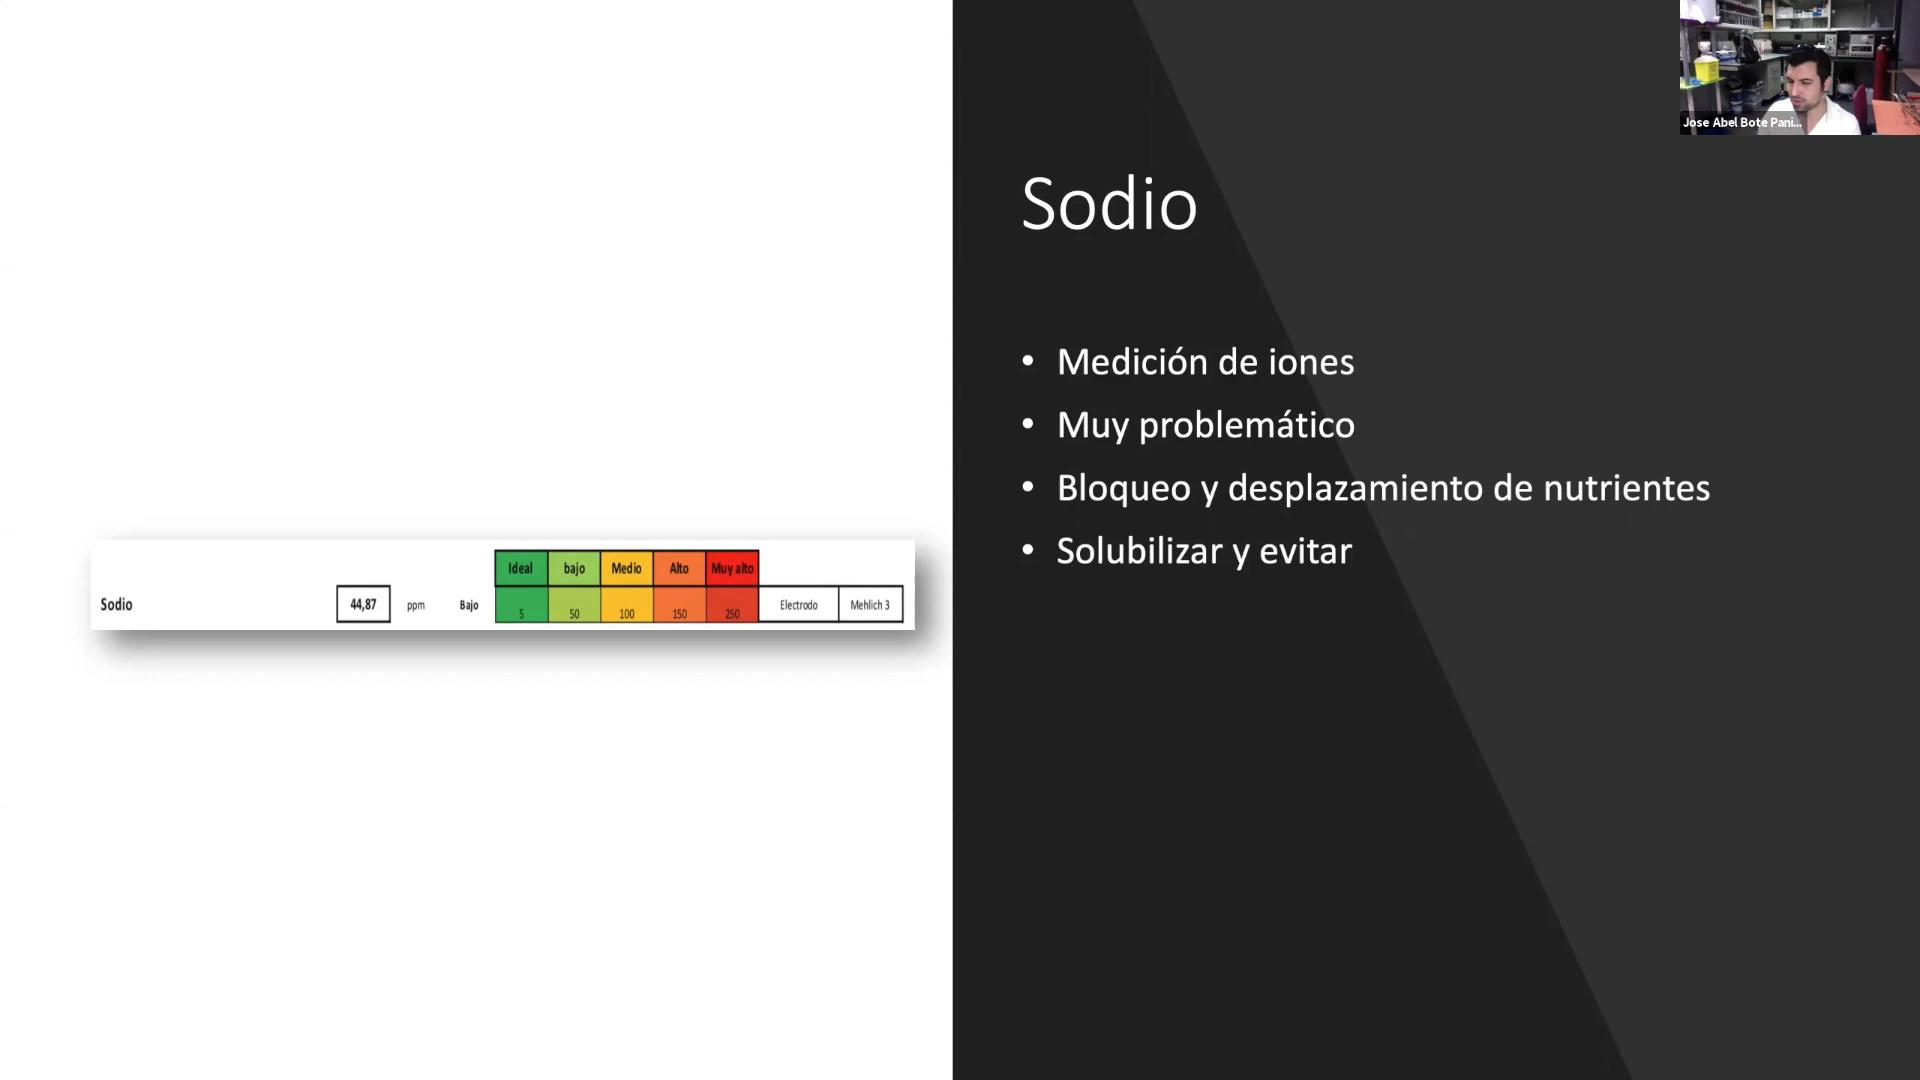 Jose Abel Bote Pani...
Sodio
• Medición de iones
• Muy problemático
• Bloqueo y desplazamiento de nutrientes
• Solubilizar y evitar
Ideal bajo Medio Alto Muy alto
Sodio 44,87 ppm Bajo 5 50 100 150 250 Electrodo Mehlich 3